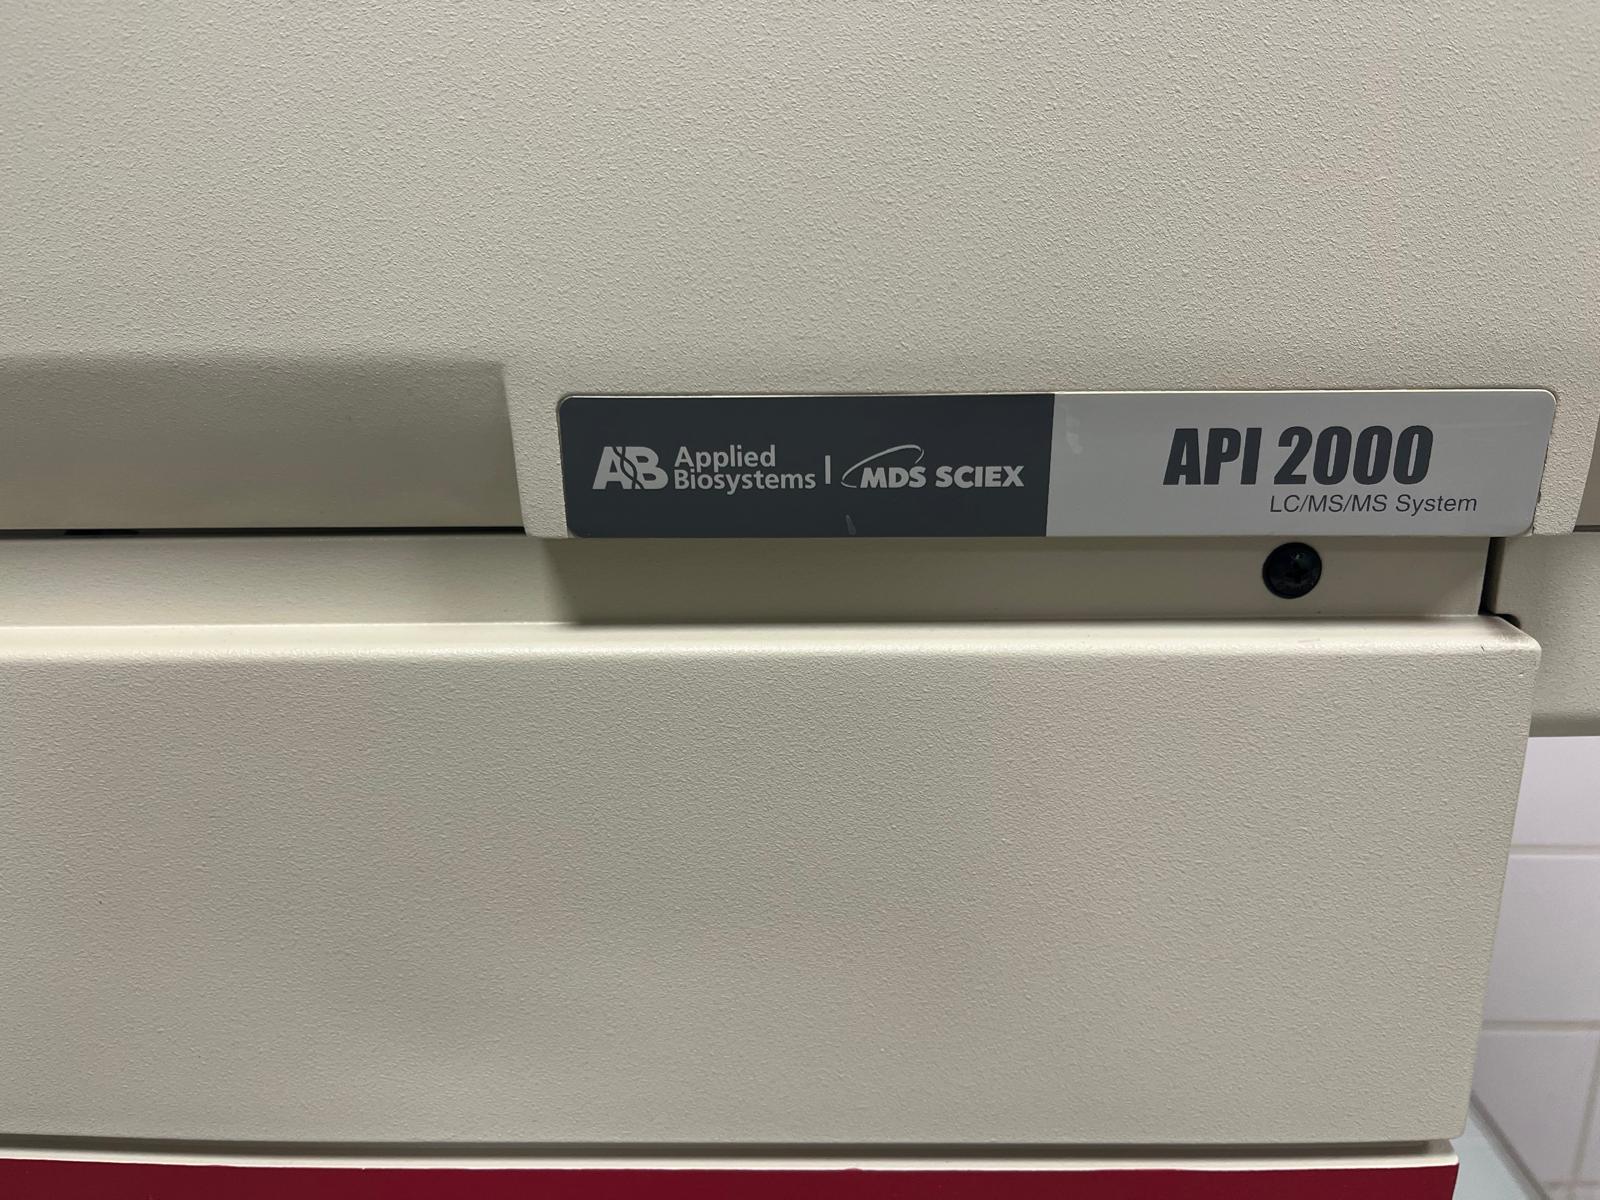 AB Applied Biosystems | MDS SCIEX
API 2000
LC/MS/MS System